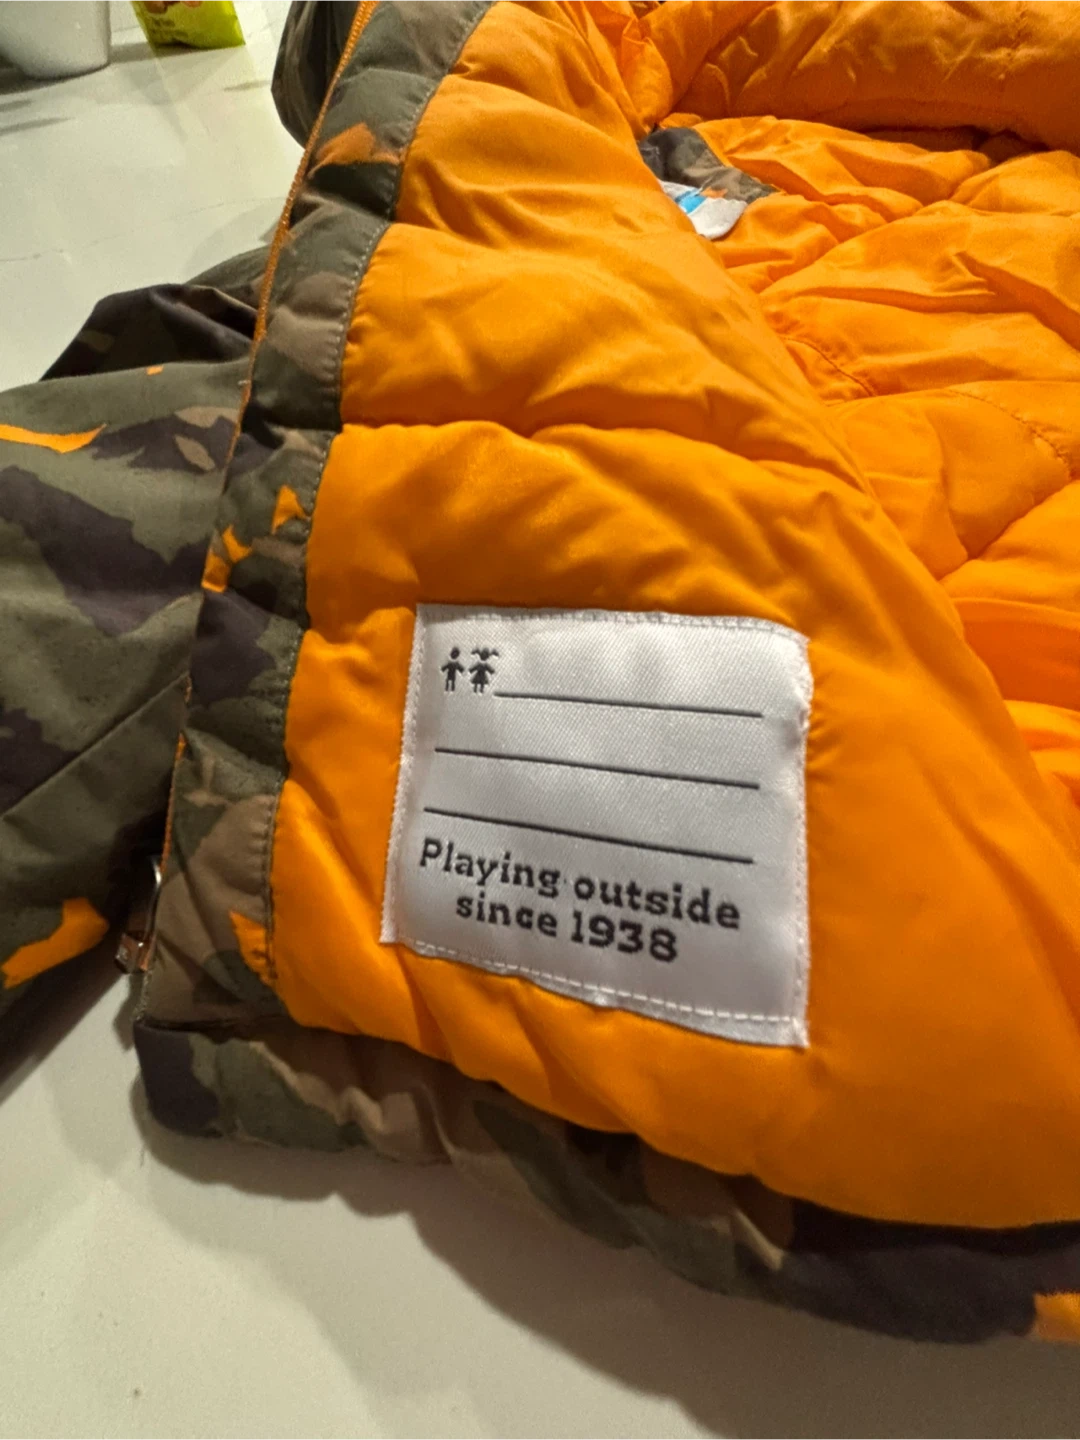 Playing outside
since 1938